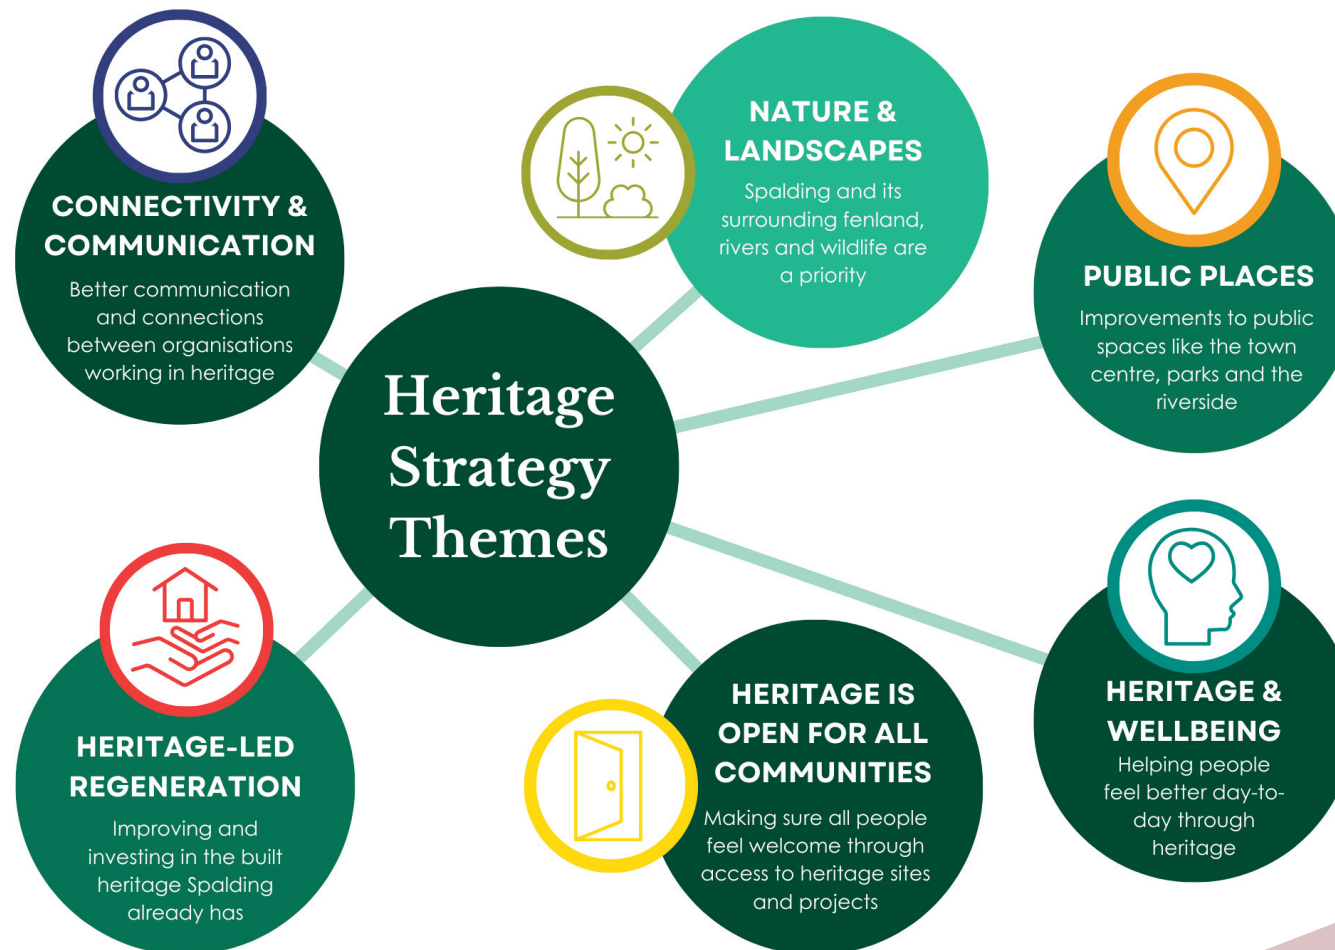 CONNECTIVITY &
COMMUNICATION
Better communication
and connections
between organisations
working in heritage
NATURE &
LANDSCAPES
Spalding and its
surrounding fenland,
rivers and wildlife are
a priority
PUBLIC PLACES
Improvements to public
spaces like the town
centre, parks and the
riverside
Heritage
Strategy
Themes
HERITAGE-LED
REGENERATION
Improving and
investing in the built
heritage Spalding
already has
HERITAGE IS
OPEN FOR ALL
COMMUNITIES
Making sure all people
feel welcome through
access to heritage sites
and projects
HERITAGE &
WELLBEING
Helping people
feel better day-to-
day through
heritage